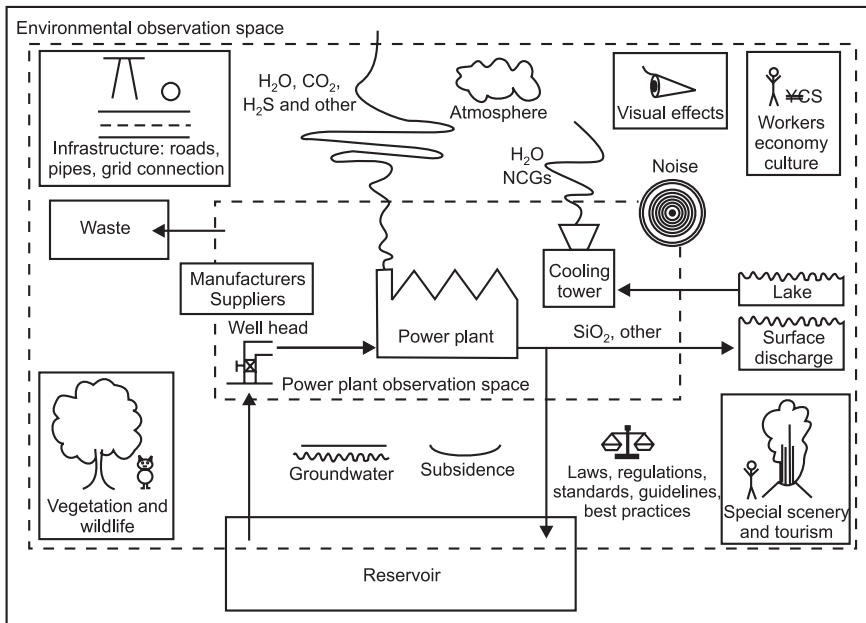 Environmental observation space
Infrastructure: roads,
pipes, grid connection
H₂O, CO₂,
H₂S and other
Atmosphere
Visual effects
¥€$
Workers
economy
culture
H₂O
NCGs
Noise
Waste
Manufacturers
Suppliers
Cooling
tower
Lake
Well head
Power plant
SiO₂, other
Surface
discharge
Power plant observation space
Vegetation and
wildlife
Groundwater
Subsidence
Laws, regulations,
standards, guidelines,
best practices
Special scenery
and tourism
Reservoir